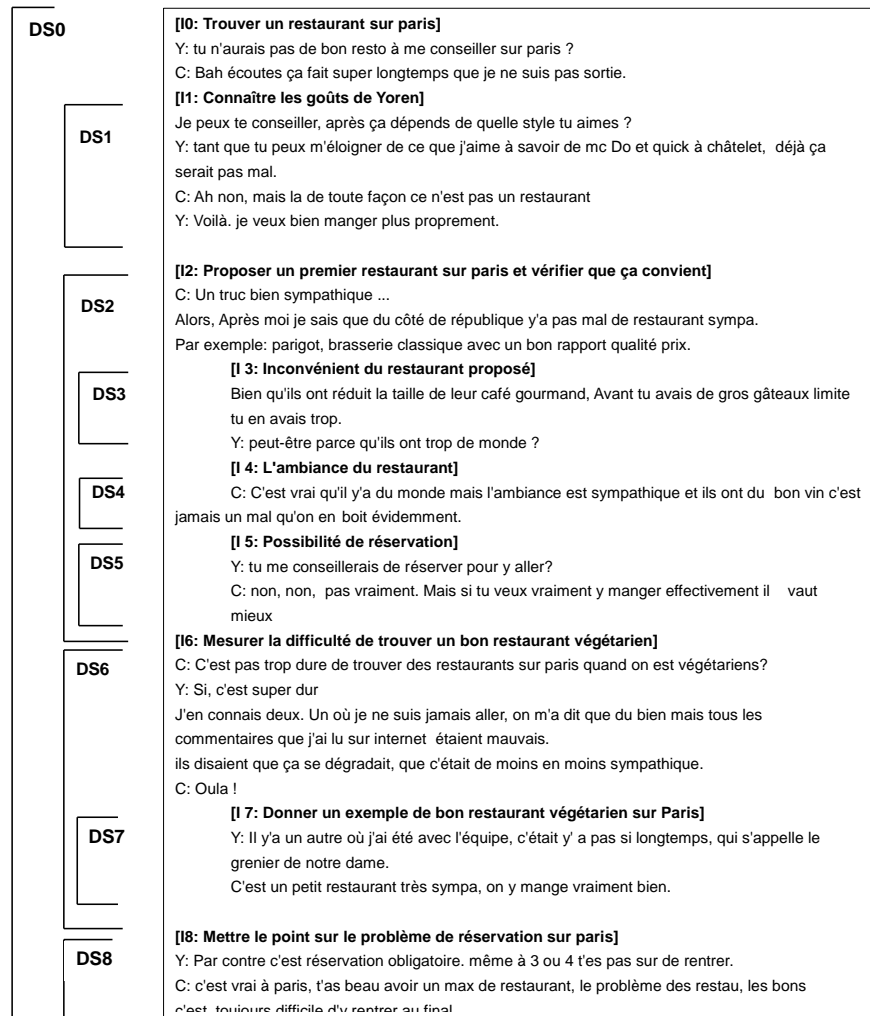 DS0
[I0: Trouver un restaurant sur paris]
Y: tu n'aurais pas de bon resto à me conseiller sur paris ?
C: Bah écoutes ça fait super longtemps que je ne suis pas sortie.
[I1: Connaître les goûts de Yoren]
DS1
Je peux te conseiller, après ça dépends de quelle style tu aimes ?
Y: tant que tu peux m'éloigner de ce que j'aime à savoir de mc Do et quick à châtelet, déjà ça
serait pas mal.
C: Ah non, mais la de toute façon ce n'est pas un restaurant
Y: Voilà. je veux bien manger plus proprement.
[I2: Proposer un premier restaurant sur paris et vérifier que ça convient]
DS2
C: Un truc bien sympathique ...
Alors, Après moi je sais que du côté de république y'a pas mal de restaurant sympa.
Par exemple: parigot, brasserie classique avec un bon rapport qualité prix.
[I 3: Inconvénient du restaurant proposé]
DS3
Bien qu'ils ont réduit la taille de leur café gourmand, Avant tu avais de gros gâteaux limite
tu en avais trop.
Y: peut-être parce qu'ils ont trop de monde ?
[I 4: L'ambiance du restaurant]
DS4
C: C'est vrai qu'il y'a du monde mais l'ambiance est sympathique et ils ont du bon vin c'est
jamais un mal qu'on en boit évidemment.
[I 5: Possibilité de réservation]
DS5
Y: tu me conseillerais de réserver pour y aller?
C: non, non, pas vraiment. Mais si tu veux vraiment y manger effectivement il vaut
mieux
[I6: Mesurer la difficulté de trouver un bon restaurant végétarien]
DS6
C: C'est pas trop dure de trouver des restaurants sur paris quand on est végétariens?
Y: Si, c'est super dur
J'en connais deux. Un où je ne suis jamais aller, on m'a dit que du bien mais tous les
commentaires que j'ai lu sur internet étaient mauvais.
ils disaient que ça se dégradait, que c'était de moins en moins sympathique.
C: Oula !
[I 7: Donner un exemple de bon restaurant végétarien sur Paris]
DS7
Y: Il y'a un autre où j'ai été avec l'équipe, c'était y' a pas si longtemps, qui s'appelle le
grenier de notre dame.
C'est un petit restaurant très sympa, on y mange vraiment bien.
[I8: Mettre le point sur le problème de réservation sur paris]
DS8
Y: Par contre c'est réservation obligatoire. même à 3 ou 4 t'es pas sur de rentrer.
C: c'est vrai à paris, t'as beau avoir un max de restaurant, le problème des restau, les bons
c'est toujours difficile d'y rentrer au final